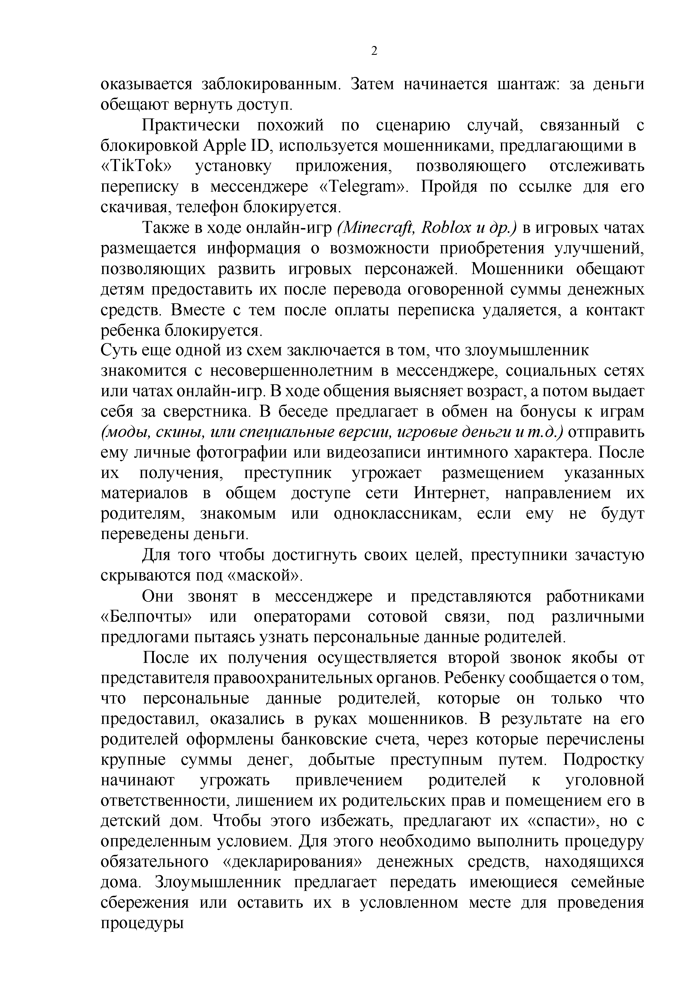 2
оказывается заблокированным. Затем начинается шантаж: за деньги
обещают вернуть доступ.
Практически похожий по сценарию случай, связанный с
блокировкой Apple ID, используется мошенниками, предлагающими в
«TikTok» установку приложения, позволяющего отслеживать
переписку в мессенджере «Telegram». Пройдя по ссылке для его
скачивая, телефон блокируется.
Также в ходе онлайн-игр (Minecraft, Roblox и др.) в игровых чатах
размещается информация о возможности приобретения улучшений,
позволяющих развить игровых персонажей. Мошенники обещают
детям предоставить их после перевода оговоренной суммы денежных
средств. Вместе с тем после оплаты переписка удаляется, а контакт
ребенка блокируется.
Суть еще одной из схем заключается в том, что злоумышленник
знакомится с несовершеннолетним в мессенджере, социальных сетях
или чатах онлайн-игр. В ходе общения выясняет возраст, а потом выдает
себя за сверстника. В беседе предлагает в обмен на бонусы к играм
(моды, скины, или специальные версии, игровые деньги и т.д.) отправить
ему личные фотографии или видеозаписи интимного характера. После
их получения, преступник угрожает размещением указанных
материалов в общем доступе сети Интернет, направлением их
родителям, знакомым или одноклассникам, если ему не будут
переведены деньги.
Для того чтобы достигнуть своих целей, преступники зачастую
скрываются под «маской».
Они звонят в мессенджере и представляются работниками
«Белпочты» или операторами сотовой связи, под различными
предлогами пытаясь узнать персональные данные родителей.
После их получения осуществляется второй звонок якобы от
представителя правоохранительных органов. Ребенку сообщается о том,
что персональные данные родителей, которые он только что
предоставил, оказались в руках мошенников. В результате на его
родителей оформлены банковские счета, через которые перечислены
крупные суммы денег, добытые преступным путем. Подростку
начинают угрожать привлечением родителей к уголовной
ответственности, лишением их родительских прав и помещением его в
детский дом. Чтобы этого избежать, предлагают их «спасти», но с
определенным условием. Для этого необходимо выполнить процедуру
обязательного «декларирования» денежных средств, находящихся
дома. Злоумышленник предлагает передать имеющиеся семейные
сбережения или оставить их в условленном месте для проведения
процедуры